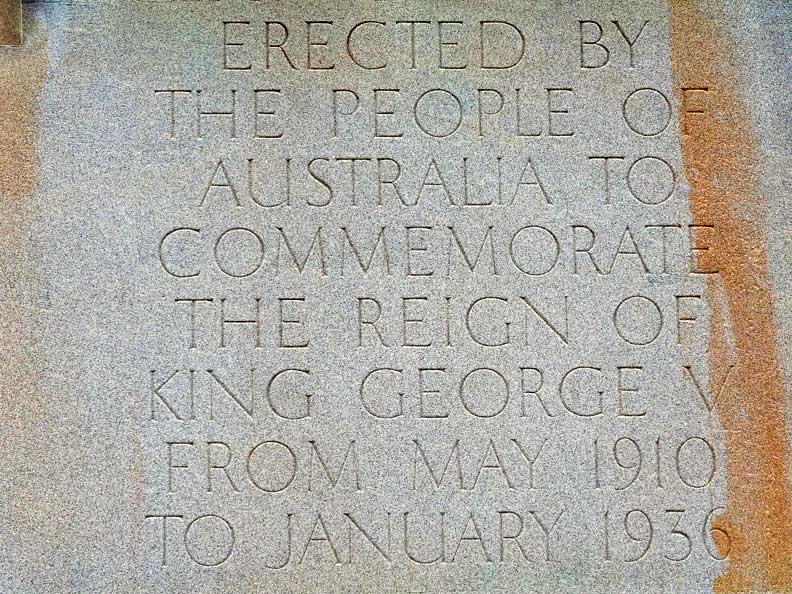 ERECTED BY
THE PEOPLE OF
AUSTRALIA TO
COMMEMORATE
THE REIGN OF
KING GEORGE V
FROM MAY 1910
TO JANUARY 1936